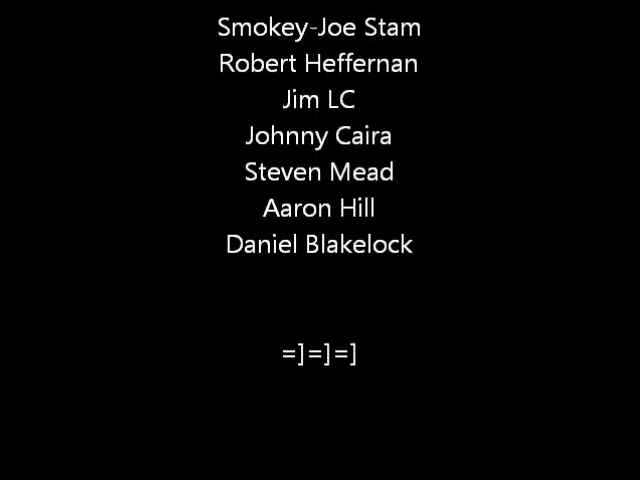 Smokey-Joe Stam
Robert Heffernan
Jim LC
Johnny Caira
Steven Mead
Aaron Hill
Daniel Blakelock
=]=]=]